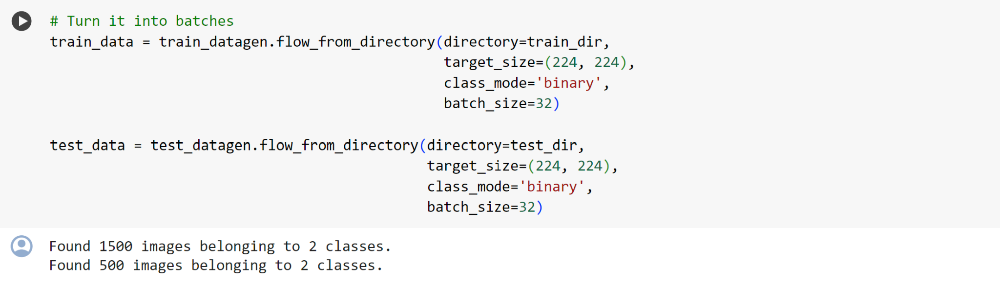 # Turn it into batches
train_data = train_datagen.flow_from_directory(directory=train_dir,
target_size=(224, 224),
class_mode='binary',
batch_size=32)
test_data = test_datagen.flow_from_directory(directory=test_dir,
target_size=(224, 224),
class_mode='binary',
batch_size=32)
Found 1500 images belonging to 2 classes.
Found 500 images belonging to 2 classes.